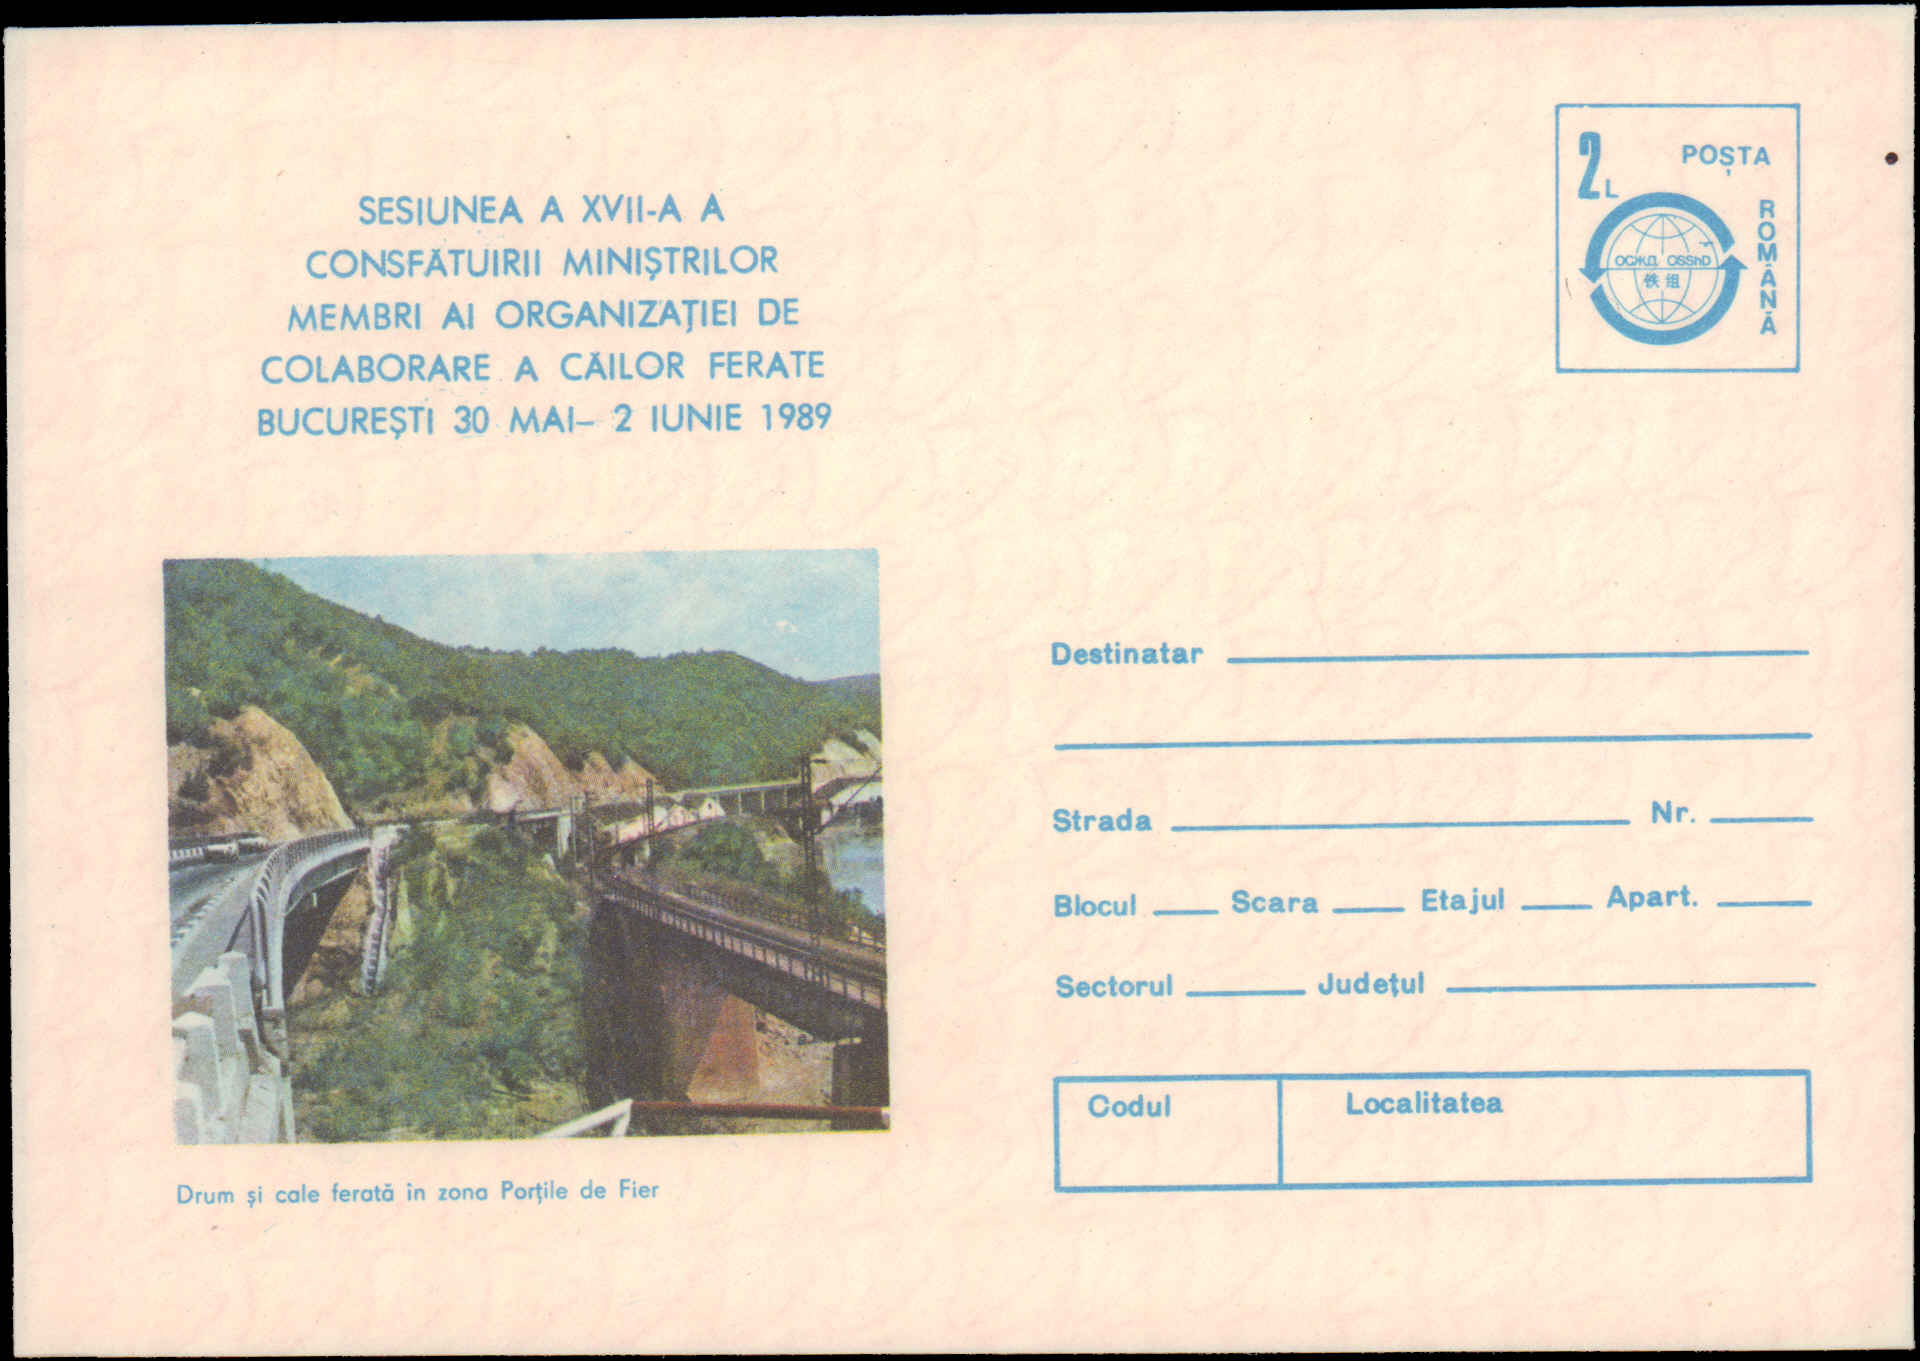 SESIUNEA A XVII-A A
CONSFĂTUIRII MINIȘTRILOR
MEMBRI AI ORGANIZAȚIEI DE
COLABORARE A CĂILOR FERATE
BUCUREȘTI 30 MAI – 2 IUNIE 1989
2 L
POȘTA
ROMÂNĂ
ОСЖД OSShD
铁 组
Drum și cale ferată in zona Porțile de Fier
Destinatar
Strada Nr.
Blocul Scara Etajul Apart.
Sectorul Județul
Codul Localitatea